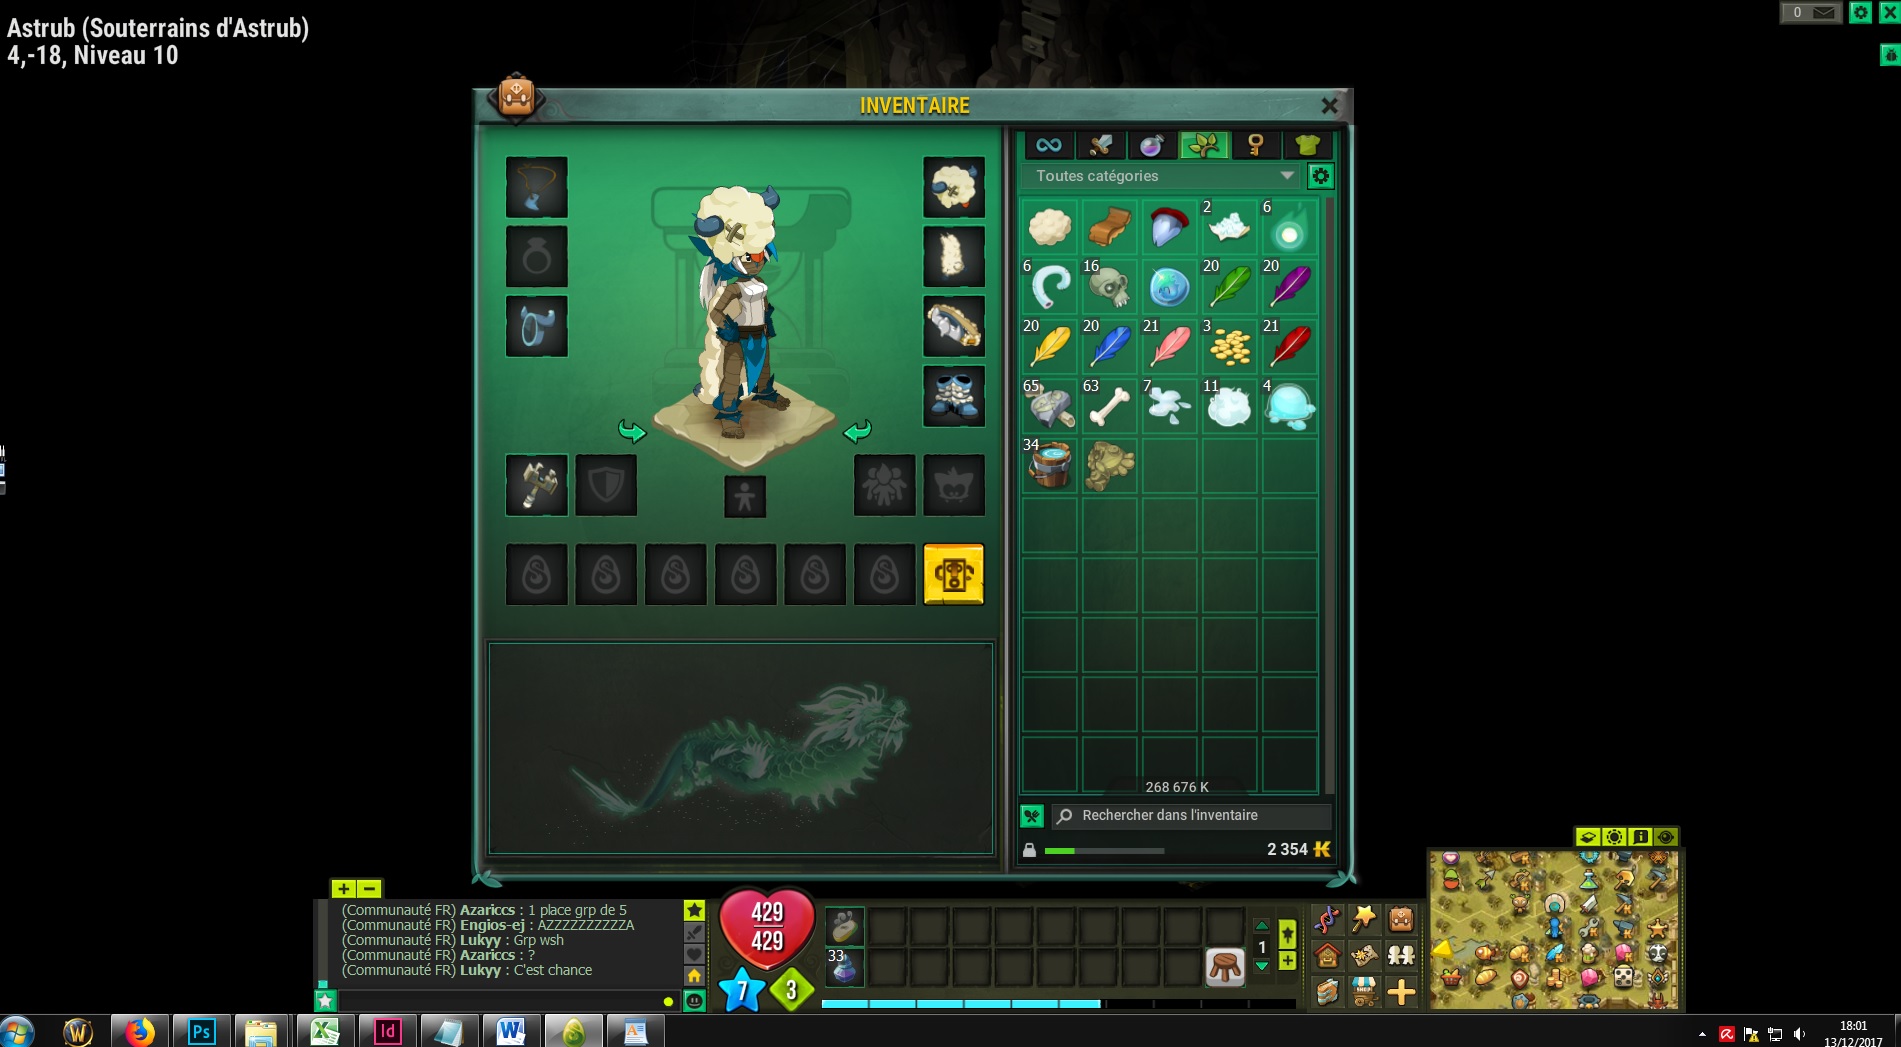 Astrub (Souterrains d'Astrub)
4,-18, Niveau 10
0
INVENTAIRE
Toutes catégories
2
6
6
16
20
20
20
20
21
3
21
65
63
7
11
4
34
268 676 K
Rechercher dans l'inventaire
2 354 K
(Communauté FR) Azariccs : 1 place grp de 5
(Communauté FR) Engios-ej : AZZZZZZZZZZA
(Communauté FR) Lukyy : Grp wsh
(Communauté FR) Azariccs : ?
(Communauté FR) Lukyy : C'est chance
429
429
7
3
33
1
SHOP
W
Ps
X
Id
W
A
18:01
13/12/2017